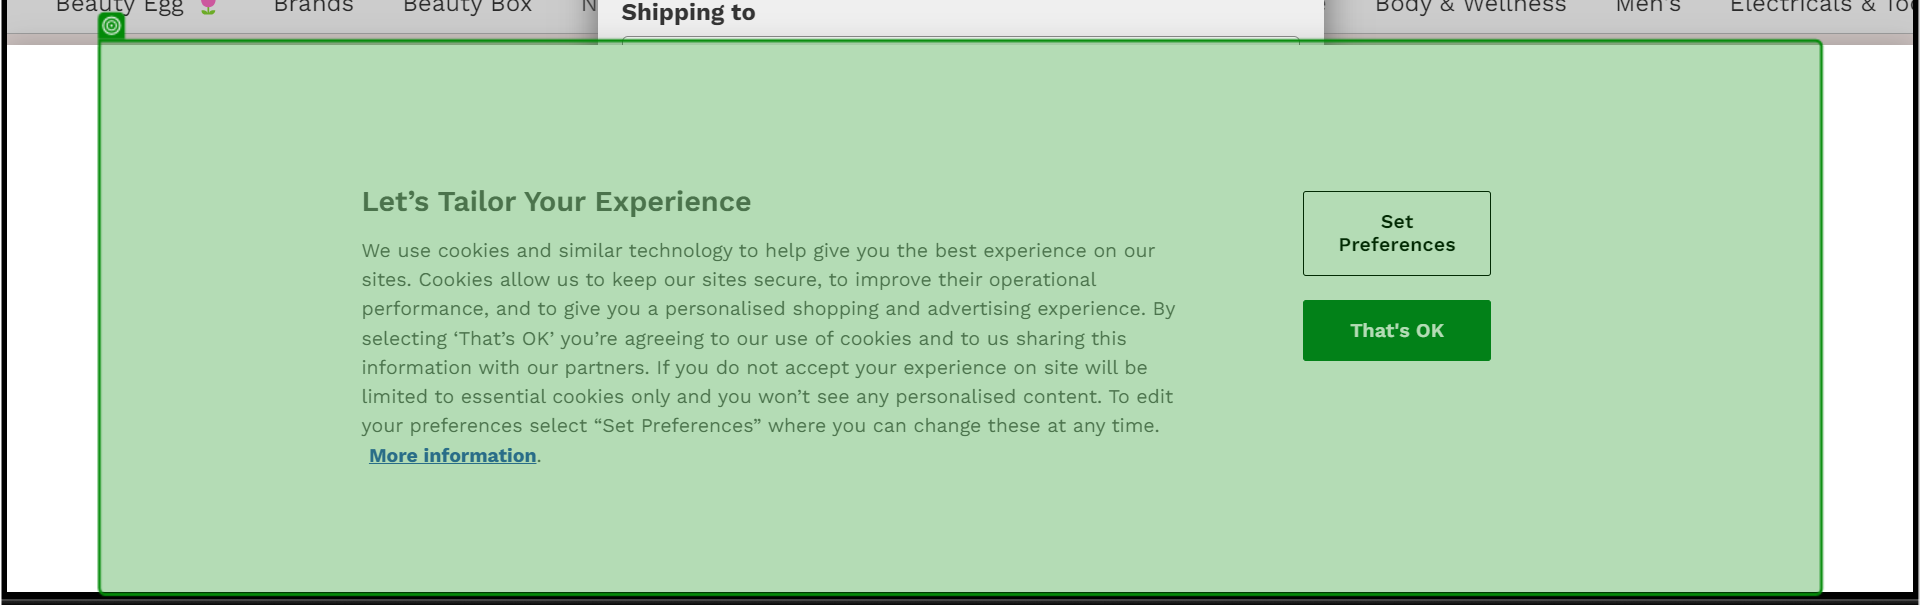 Beauty Egg Brands Beauty Box Body & Wellness Men's Electricals &
Shipping to
Let’s Tailor Your Experience
We use cookies and similar technology to help give you the best experience on our
sites. Cookies allow us to keep our sites secure, to improve their operational
performance, and to give you a personalised shopping and advertising experience. By
selecting ‘That’s OK’ you’re agreeing to our use of cookies and to us sharing this
information with our partners. If you do not accept your experience on site will be
limited to essential cookies only and you won’t see any personalised content. To edit
your preferences select “Set Preferences” where you can change these at any time.
More information.
Set
Preferences
That's OK